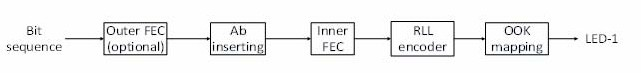 Bit
sequence
Outer FEC
(optional)
Ab
inserting
Inner
FEC
RLL
encoder
OOK
mapping
LED-1